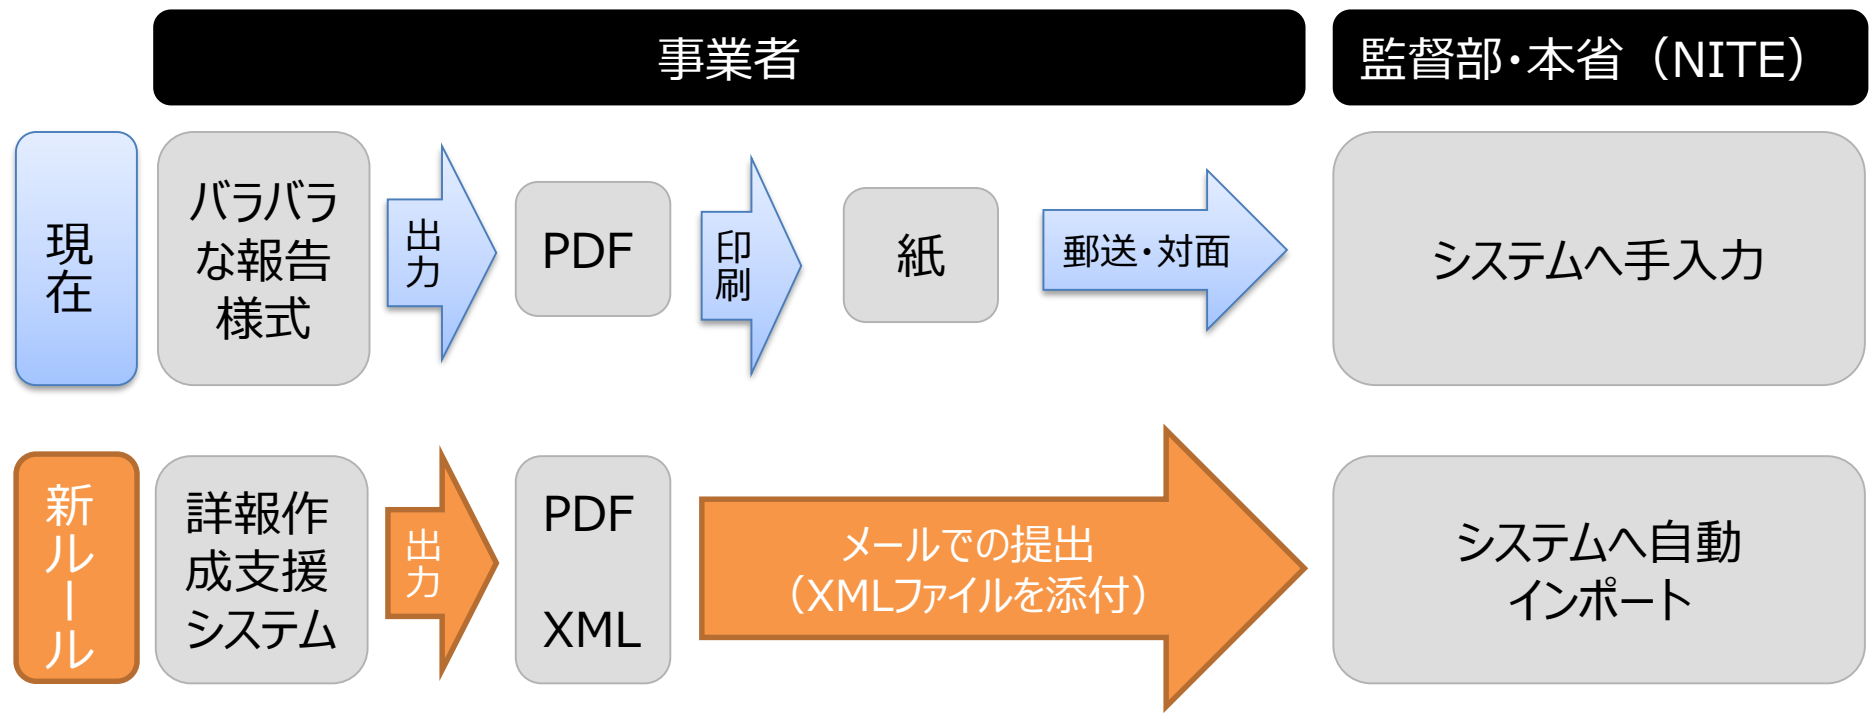 事業者
監督部・本省（NITE）
現在
バラバラ
な報告
様式
出力
PDF
印刷
紙
郵送・対面
システムへ手入力
新ルール
詳報作
成支援
システム
出力
PDF
XML
メールでの提出
（XMLファイルを添付）
システムへ自動
インポート